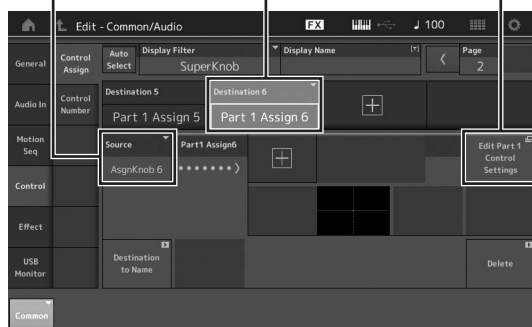 Edit - Common/Audio
FX
♩ 100
General
Control
Assign
Auto
Select
Display Filter
SuperKnob
Display Name
[T]
Page
2
Audio In
Control
Number
Destination 5
Part 1 Assign 5
Destination 6
Part 1 Assign 6
Motion
Seq
Source
AsgnKnob 6
Part1 Assign6
Edit Part 1
Control
Settings
Control
Effect
USB
Monitor
Destination
to Name
Delete
Common